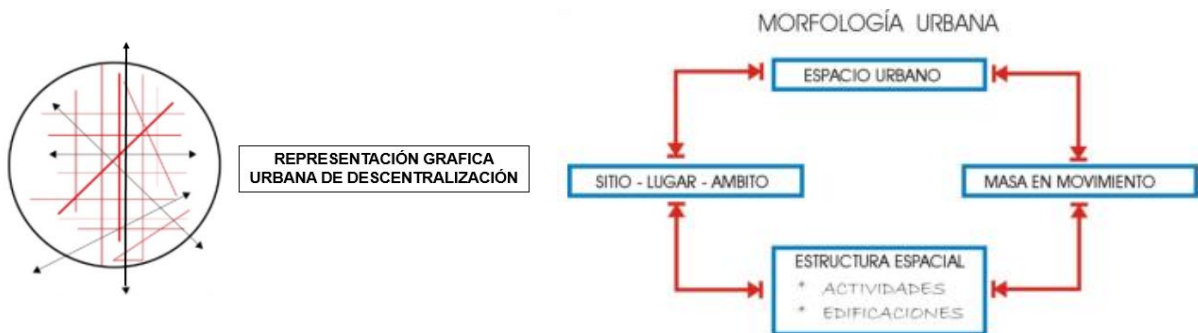 MORFOLOGÍA URBANA
ESPACIO URBANO
REPRESENTACIÓN GRAFICA
URBANA DE DESCENTRALIZACIÓN
SITIO - LUGAR - AMBITO
MASA EN MOVIMIENTO
ESTRUCTURA ESPACIAL
* ACTIVIDADES
* EDIFICACIONES